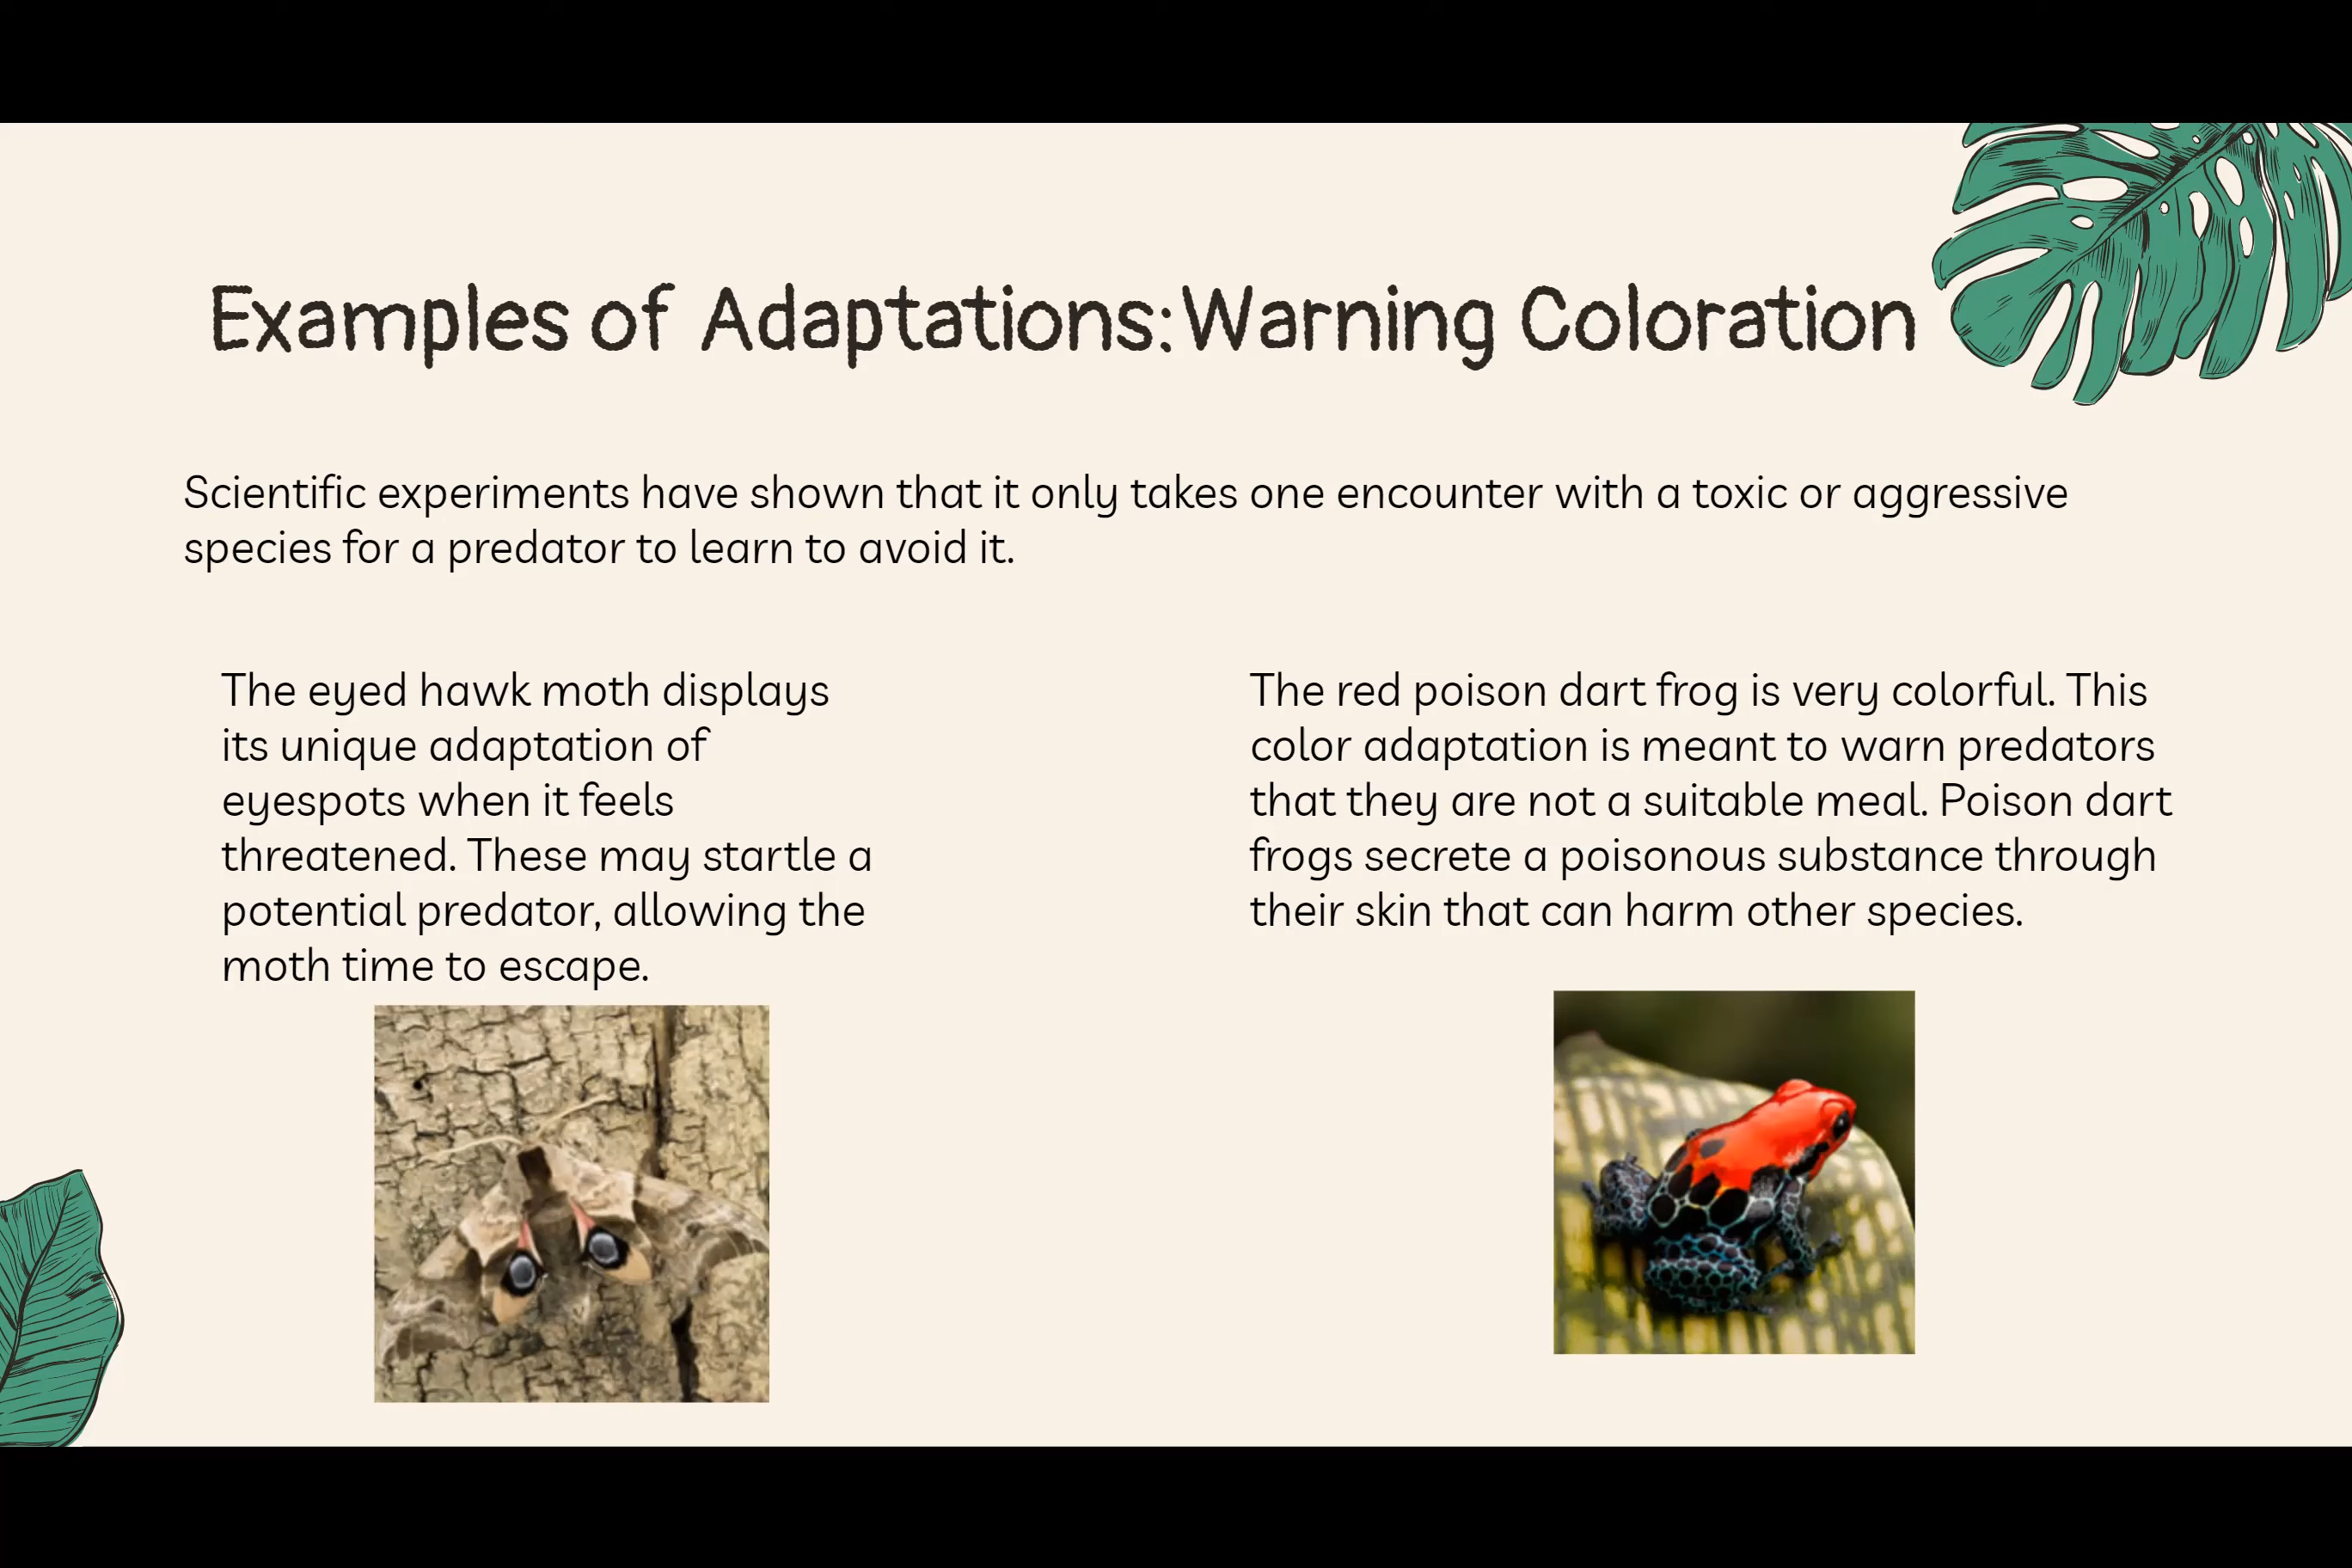 Examples of Adaptations:Warning Coloration
Scientific experiments have shown that it only takes one encounter with a toxic or aggressive
species for a predator to learn to avoid it.
The eyed hawk moth displays
its unique adaptation of
eyespots when it feels
threatened. These may startle a
potential predator, allowing the
moth time to escape.
The red poison dart frog is very colorful. This
color adaptation is meant to warn predators
that they are not a suitable meal. Poison dart
frogs secrete a poisonous substance through
their skin that can harm other species.